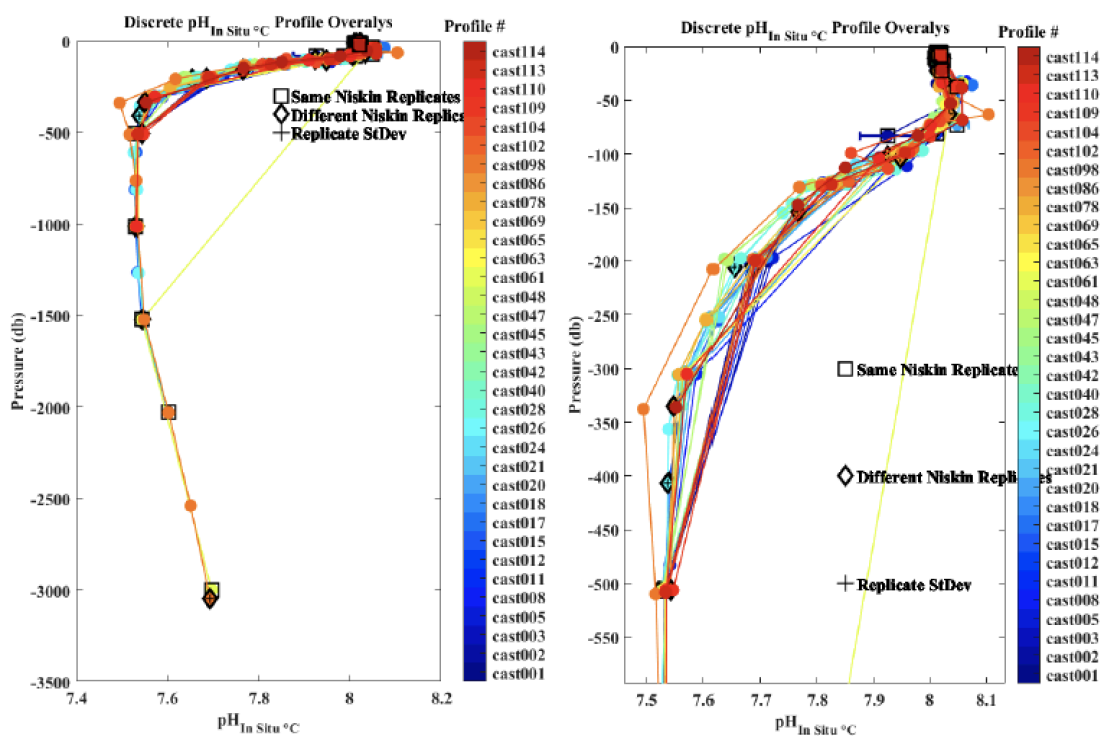 Discrete pH In Situ °C Profile Overalys
Profile #
0
-500
-1000
-1500
-2000
-2500
-3000
-3500
Pressure (db)
7.4
7.6
7.8
8
8.2
pH In Situ °C
Same Niskin Replicates
Different Niskin Replic
Replicate StDev
cast114
cast113
cast110
cast109
cast104
cast102
cast098
cast086
cast078
cast069
cast065
cast063
cast061
cast048
cast047
cast045
cast043
cast042
cast040
cast028
cast026
cast024
cast021
cast020
cast018
cast017
cast015
cast012
cast011
cast008
cast005
cast003
cast002
cast001
Discrete pH In Situ °C Profile Overalys
Profile #
0
-50
-100
-150
-200
-250
-300
-350
-400
-450
-500
-550
Pressure (db)
7.5
7.6
7.7
7.8
7.9
8
8.1
pH In Situ °C
Same Niskin Replicate
Different Niskin Replicates
Replicate StDev
cast114
cast113
cast110
cast109
cast104
cast102
cast098
cast086
cast078
cast069
cast065
cast063
cast061
cast048
cast047
cast045
cast043
cast042
cast040
cast028
cast026
cast024
cast021
cast020
cast018
cast017
cast015
cast012
cast011
cast008
cast005
cast003
cast002
cast001